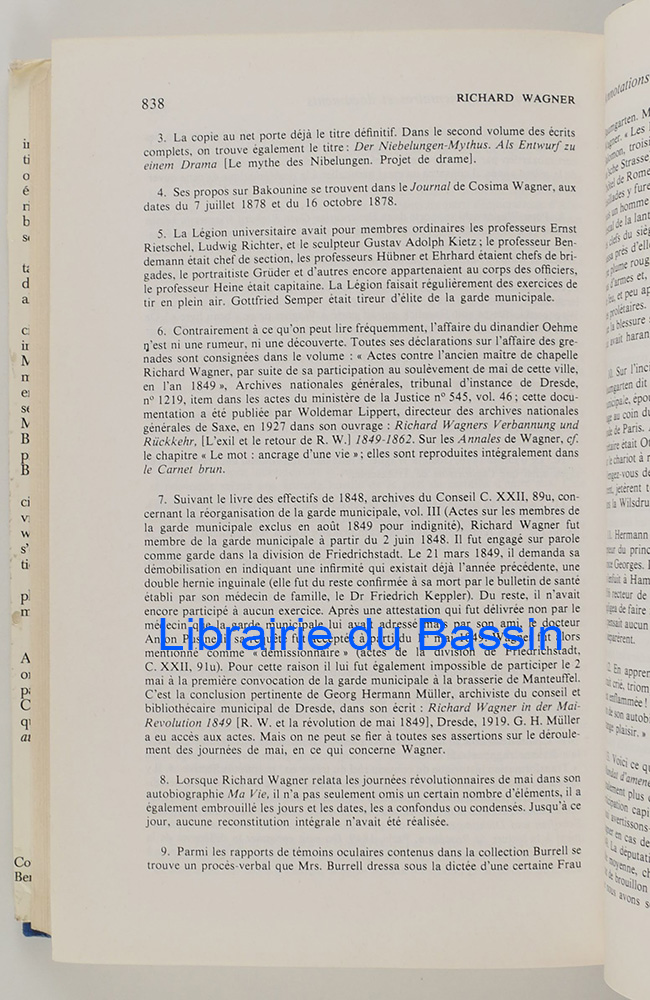 838
RICHARD WAGNER
3. La copie au net porte déjà le titre définitif. Dans le second volume des écrits
complets, on trouve également le titre : Der Niebelungen-Mythus. Als Entwurf zu
einem Drama [Le mythe des Nibelungen. Projet de drame].
4. Ses propos sur Bakounine se trouvent dans le Journal de Cosima Wagner, aux
dates du 7 juillet 1878 et du 16 octobre 1878.
5. La Légion universitaire avait pour membres ordinaires les professeurs Ernst
Rietschel, Ludwig Richter, et le sculpteur Gustav Adolph Kietz ; le professeur Ben-
demann était chef de section, les professeurs Hübner et Ehrhard étaient chefs de bri-
gades, le portraitiste Grüder et d'autres encore appartenaient au corps des officiers,
le professeur Heine était capitaine. La Légion faisait régulièrement des exercices de
tir en plein air. Gottfried Semper était tireur d'élite de la garde municipale.
6. Contrairement à ce qu'on peut lire fréquemment, l'affaire du dinandier Oehme
n'est ni une rumeur, ni une découverte. Toutes ses déclarations sur l'affaire des gre-
nades sont consignées dans le volume : « Actes contre l'ancien maître de chapelle
Richard Wagner, par suite de sa participation au soulèvement de mai de cette ville,
en l'an 1849 », Archives nationales générales, tribunal d'instance de Dresde,
n° 1219, item dans les actes du ministère de la Justice n° 545, vol. 46 ; cette docu-
mentation a été publiée par Woldemar Lippert, directeur des archives nationales
générales de Saxe, en 1927 dans son ouvrage : Richard Wagners Verbannung und
Rückkehr, [L'exil et le retour de R. W.] 1849-1862. Sur les Annales de Wagner, cf.
le chapitre « Le mot : ancrage d'une vie » ; elles sont reproduites intégralement dans
le Carnet brun.
7. Suivant le livre des effectifs de 1848, archives du Conseil C. XXII, 89u, con-
cernant la réorganisation de la garde municipale, vol. III (Actes sur les membres de
la garde municipale exclus en août 1849 pour indignité), Richard Wagner fut
membre de la garde municipale à partir du 2 juin 1848. Il fut engagé sur parole
comme garde dans la division de Friedrichstadt. Le 21 mars 1849, il demanda sa
démobilisation en indiquant une infirmité qui existait déjà l'année précédente, une
double hernie inguinale (elle fut du reste confirmée à sa mort par le bulletin de santé
établi par son médecin de famille, le Dr Friedrich Keppler). Du reste, il n'avait
encore participé à aucun exercice. Après une attestation qui fut délivrée non par le
médecin que la garde municipale lui avait adressé mais par son ami, le docteur
Anton Pusinelli, sa requête fut acceptée à partir du 1849. Wagner fut alors
mentionné comme « démissionnaire » (actes de la division de Friedrichstadt,
C. XXII, 91u). Pour cette raison il lui fut également impossible de participer le 2
mai à la première convocation de la garde municipale à la brasserie de Manteuffel.
C'est la conclusion pertinente de Georg Hermann Müller, archiviste du conseil et
bibliothécaire municipal de Dresde, dans son écrit : Richard Wagner in der Mai-
Revolution 1849 [R. W. et la révolution de mai 1849], Dresde, 1919. G. H. Müller
a eu accès aux actes. Mais on ne peut se fier à toutes ses assertions sur le déroule-
ment des journées de mai, en ce qui concerne Wagner.
8. Lorsque Richard Wagner relata les journées révolutionnaires de mai dans son
autobiographie Ma Vie, il n'a pas seulement omis un certain nombre d'éléments, il a
également embrouillé les jours et les dates, les a confondus ou condensés. Jusqu'à ce
jour, aucune reconstitution intégrale n'avait été réalisée.
9. Parmi les rapports de témoins oculaires contenus dans la collection Burrell se
trouve un procès-verbal que Mrs. Burrell dressa sous la dictée d'une certaine Frau
Librairie du Bassin